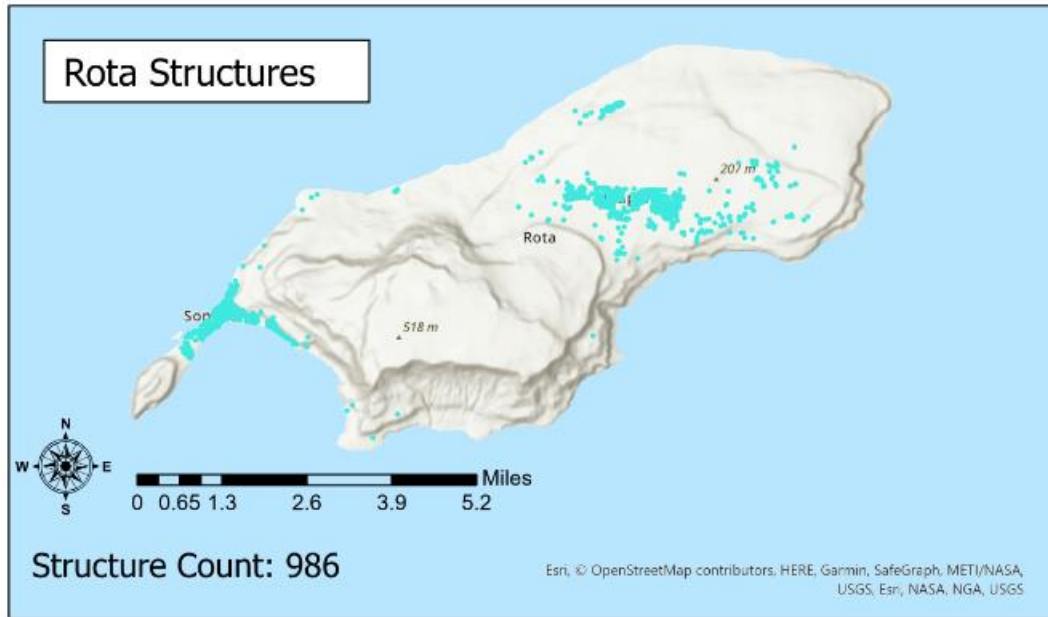 Rota Structures
207 m
Rota
Son
518 m
N
W E
S
Miles
0 0.65 1.3 2.6 3.9 5.2
Structure Count: 986
Esri, © OpenStreetMap contributors, HERE, Garmin, SafeGraph, METI/NASA,
USGS, Esri, NASA, NGA, USGS